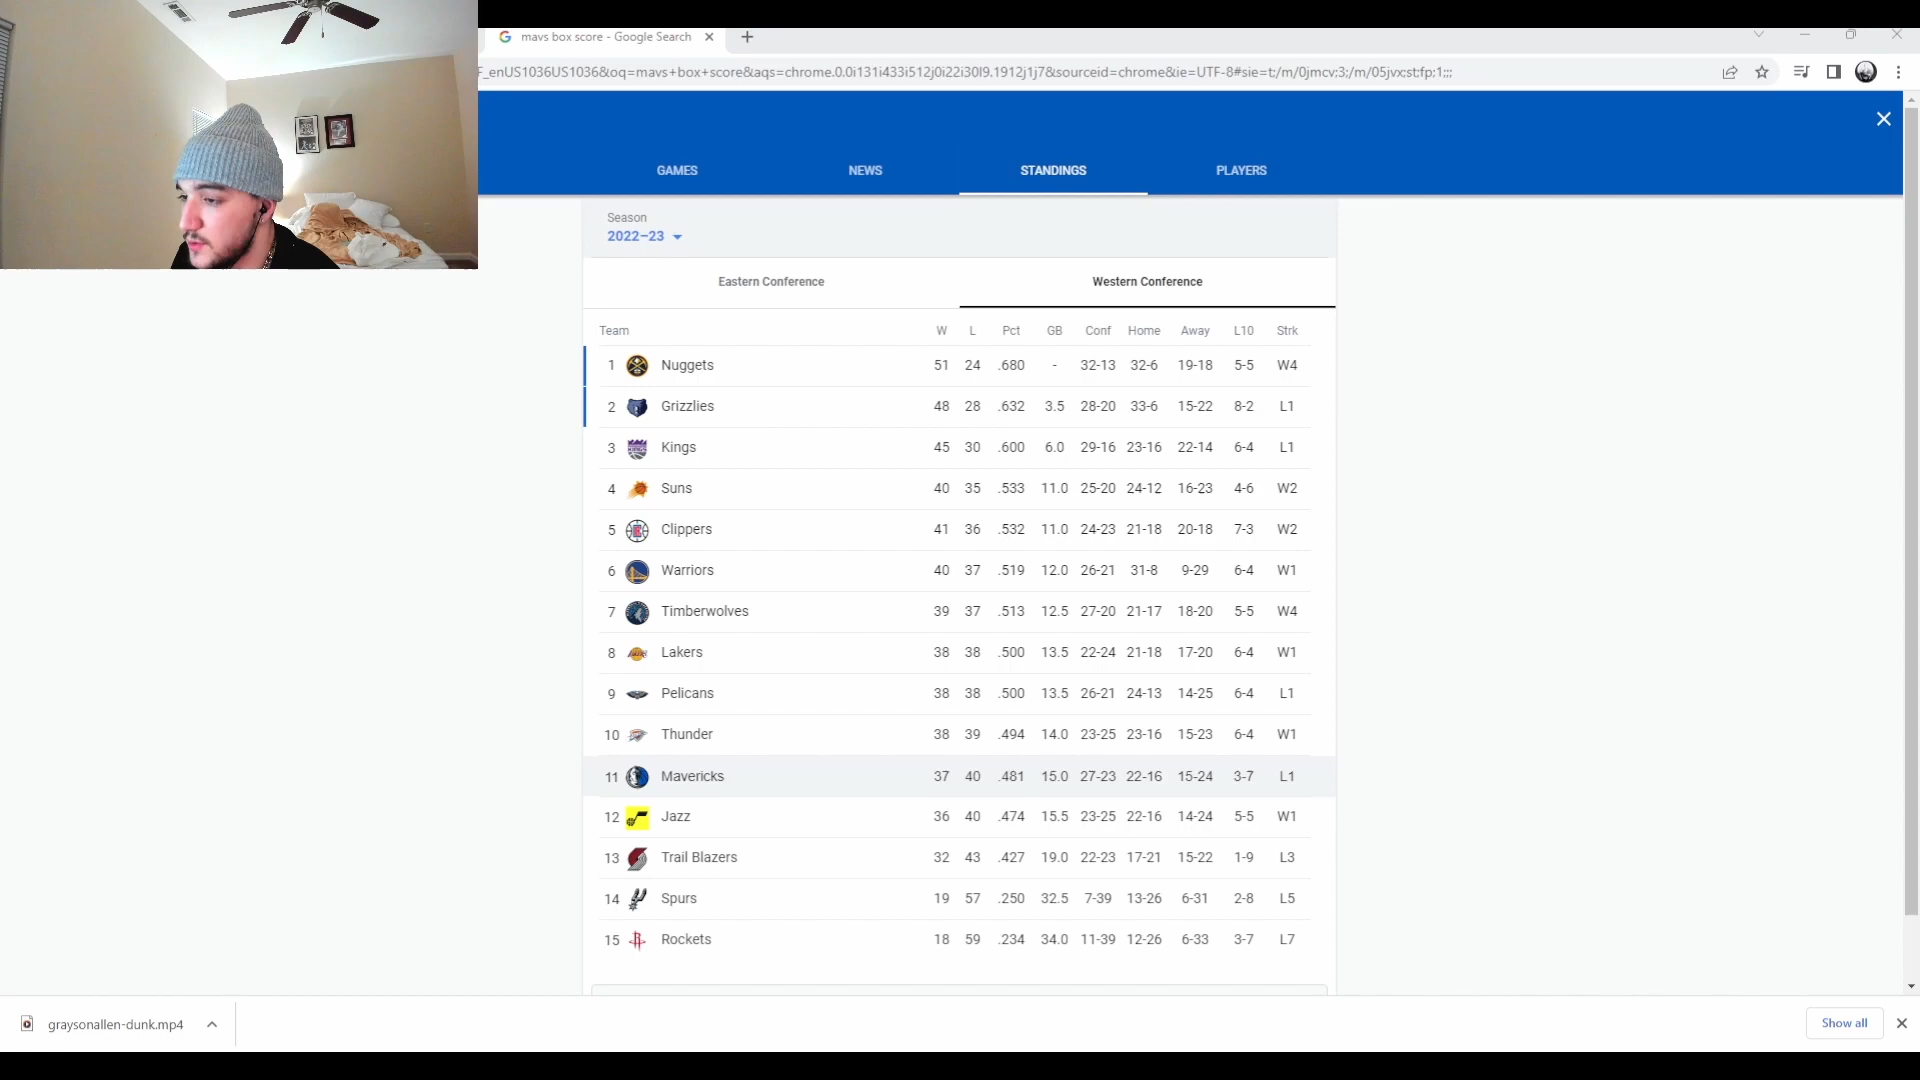 mavs box score - Google Search
F_enUS1036US1036&oq=mavs+box+score&aqs=chrome.0.0i131i433i512j0i22i30l9.1912j1j7&sourceid=chrome&ie=UTF-8#sie=t;/m/0jmcv;3;/m/05jvx;st;fp;1;;;
GAMES NEWS STANDINGS PLAYERS
Season
2022–23
Eastern Conference Western Conference
Team W L Pct GB Conf Home Away L10 Strk
1 Nuggets 51 24 .680 - 32-13 32-6 19-18 5-5 W4
2 Grizzlies 48 28 .632 3.5 28-20 33-6 15-22 8-2 L1
3 Kings 45 30 .600 6.0 29-16 23-16 22-14 6-4 L1
4 Suns 40 35 .533 11.0 25-20 24-12 16-23 4-6 W2
5 Clippers 41 36 .532 11.0 24-23 21-18 20-18 7-3 W2
6 Warriors 40 37 .519 12.0 26-21 31-8 9-29 6-4 W1
7 Timberwolves 39 37 .513 12.5 27-20 21-17 18-20 5-5 W4
8 Lakers 38 38 .500 13.5 22-24 21-18 17-20 6-4 W1
9 Pelicans 38 38 .500 13.5 26-21 24-13 14-25 6-4 L1
10 Thunder 38 39 .494 14.0 23-25 23-16 15-23 6-4 W1
11 Mavericks 37 40 .481 15.0 27-23 22-16 15-24 3-7 L1
12 Jazz 36 40 .474 15.5 23-25 22-16 14-24 5-5 W1
13 Trail Blazers 32 43 .427 19.0 22-23 17-21 15-22 1-9 L3
14 Spurs 19 57 .250 32.5 7-39 13-26 6-31 2-8 L5
15 Rockets 18 59 .234 34.0 11-39 12-26 6-33 3-7 L7
graysonallen-dunk.mp4 Show all